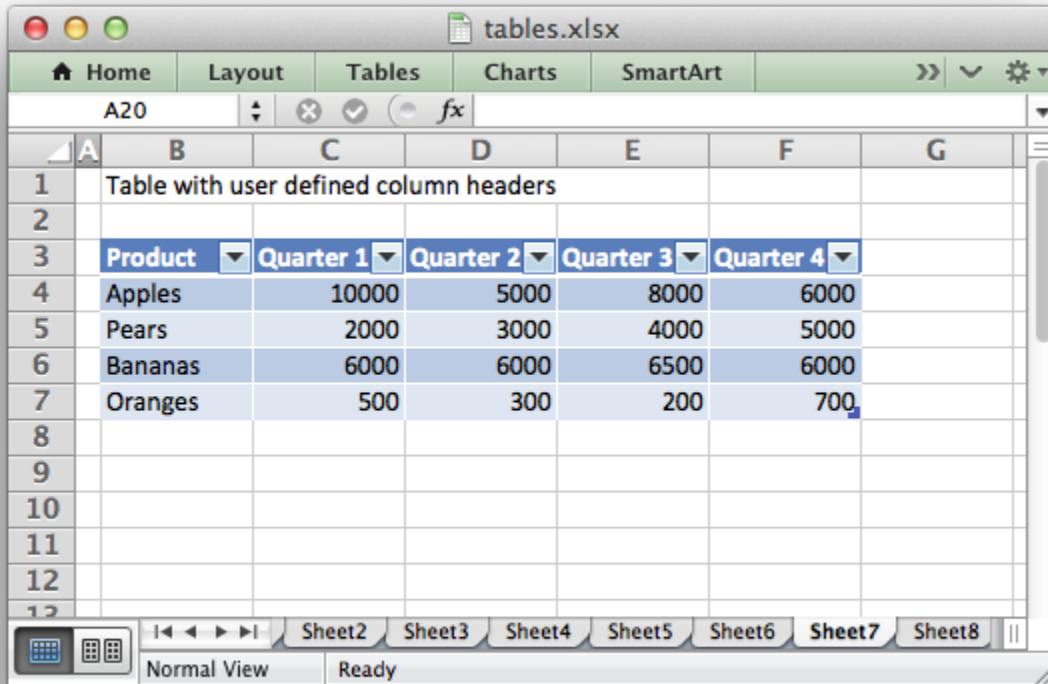 tables.xlsx
Home Layout Tables Charts SmartArt
A20 fx
A B C D E F G
1 Table with user defined column headers
2
3 Product Quarter 1 Quarter 2 Quarter 3 Quarter 4
4 Apples 10000 5000 8000 6000
5 Pears 2000 3000 4000 5000
6 Bananas 6000 6000 6500 6000
7 Oranges 500 300 200 700
8
9
10
11
12
13
Sheet2 Sheet3 Sheet4 Sheet5 Sheet6 Sheet7 Sheet8
Normal View Ready